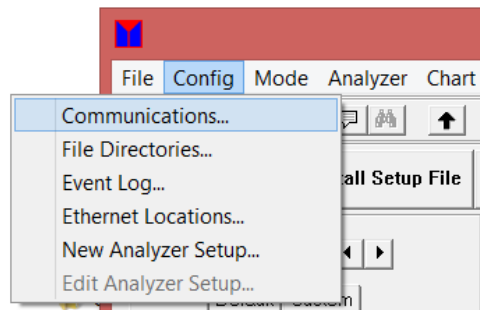 File Config Mode Analyzer Chart
Communications...
File Directories...
Event Log...
Ethernet Locations...
New Analyzer Setup...
Edit Analyzer Setup...
Setup File